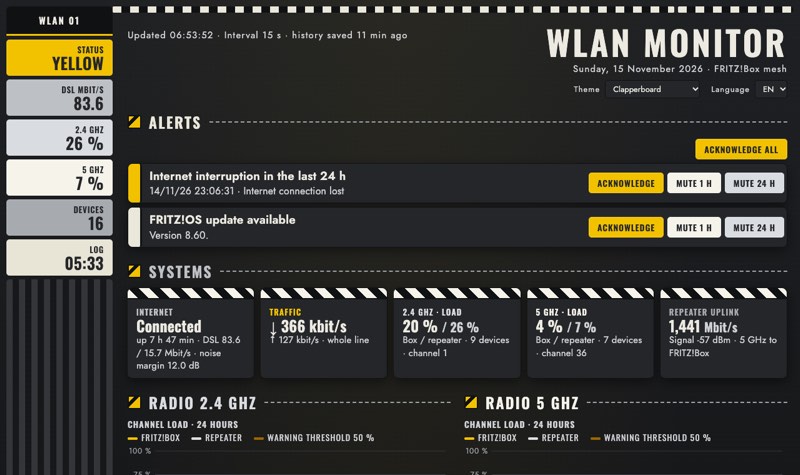 WLAN 01
STATUS
YELLOW
DSL MBIT/S
83.6
2.4 GHZ
26 %
5 GHZ
7 %
DEVICES
16
LOG
05:33
Updated 06:53:52 · Interval 15 s · history saved 11 min ago
WLAN MONITOR
Sunday, 15 November 2026 · FRITZ!Box mesh
Theme Clapperboard Language EN
ALERTS
ACKNOWLEDGE ALL
Internet interruption in the last 24 h
14/11/26 23:06:31 · Internet connection lost
ACKNOWLEDGE MUTE 1 H MUTE 24 H
FRITZ!OS update available
Version 8.60.
ACKNOWLEDGE MUTE 1 H MUTE 24 H
SYSTEMS
INTERNET
Connected
up 7 h 47 min · DSL 83.6
/ 15.7 Mbit/s · noise
margin 12.0 dB
TRAFFIC
↓ 366 kbit/s
↑ 127 kbit/s · whole line
2.4 GHZ · LOAD
20 % / 26 %
Box / repeater · 9 devices
· channel 1
5 GHZ · LOAD
4 % / 7 %
Box / repeater · 7 devices
· channel 36
REPEATER UPLINK
1,441 Mbit/s
Signal -57 dBm · 5 GHz to
FRITZ!Box
RADIO 2.4 GHZ
CHANNEL LOAD · 24 HOURS
FRITZ!BOX REPEATER WARNING THRESHOLD 50 %
100 %
75 %
RADIO 5 GHZ
CHANNEL LOAD · 24 HOURS
FRITZ!BOX REPEATER WARNING THRESHOLD 50 %
100 %
75 %